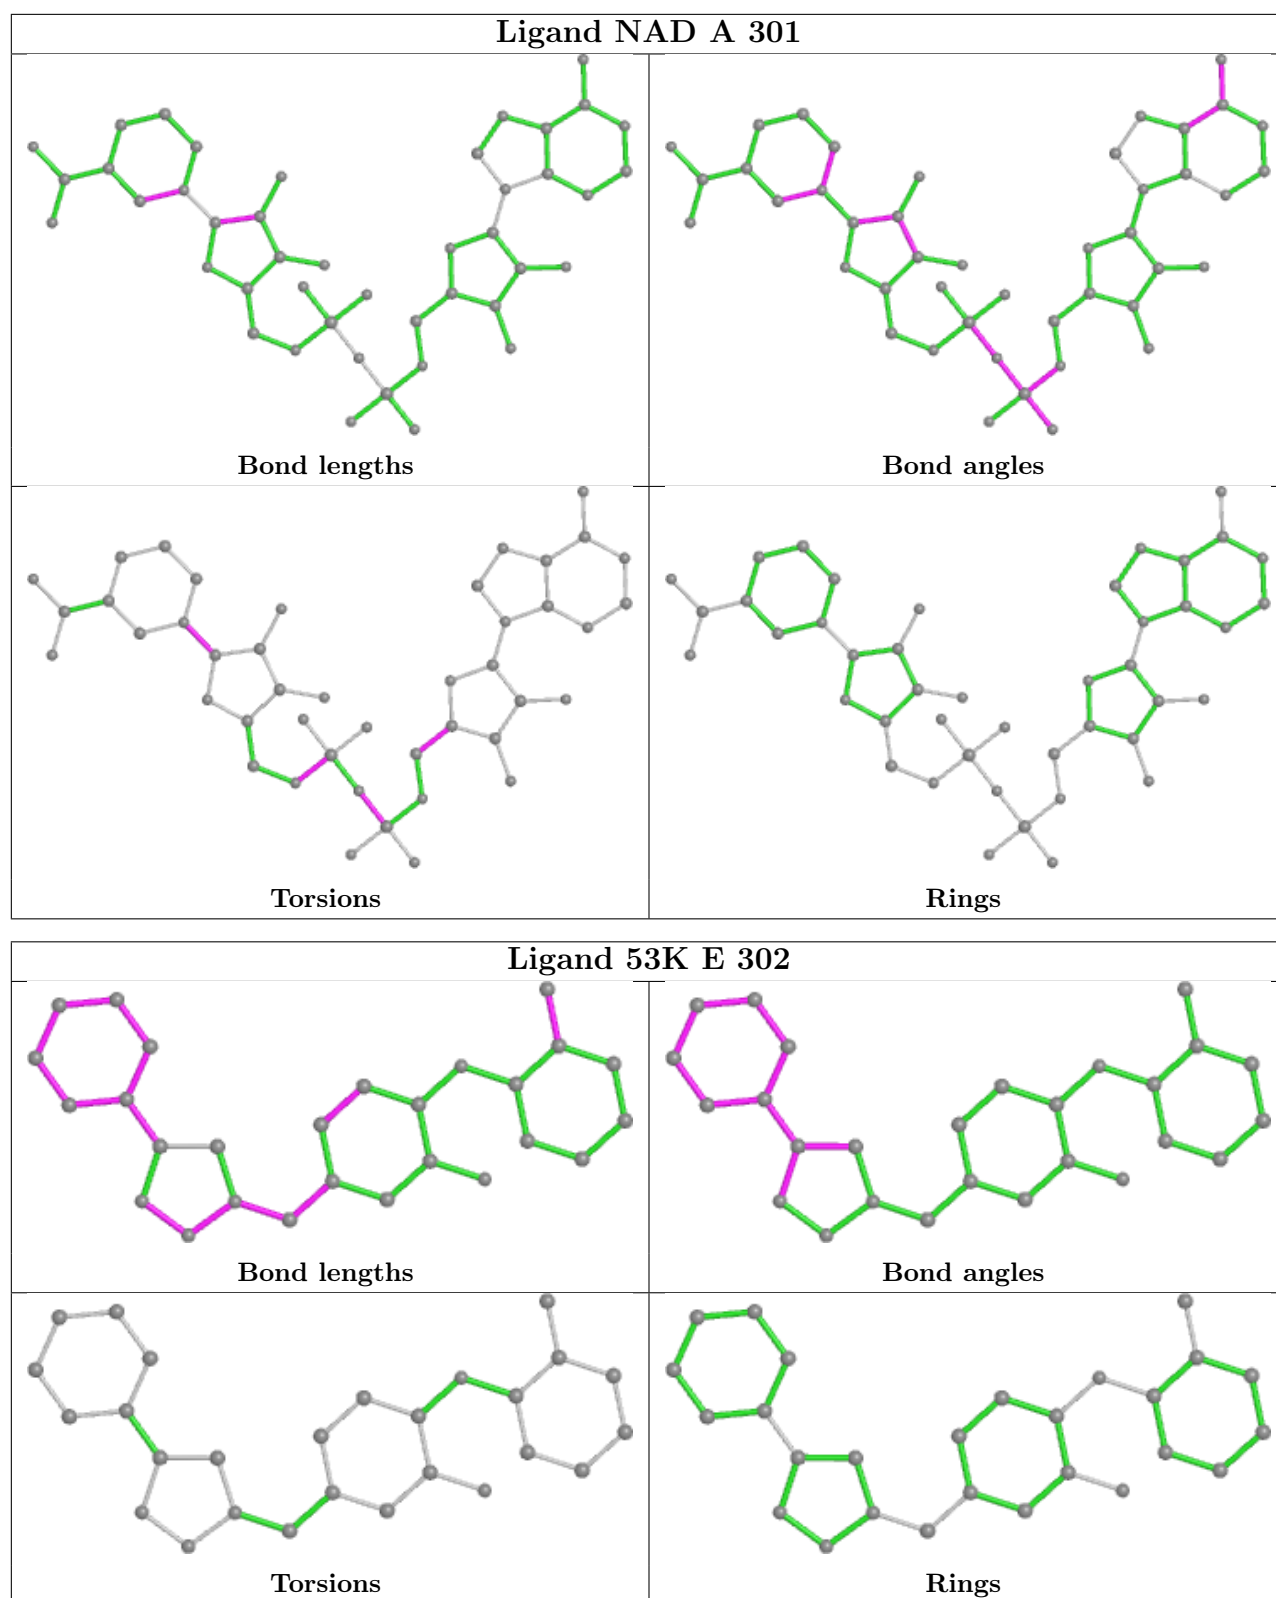 Ligand NAD A 301
Bond lengths
Bond angles
Torsions
Rings
Ligand 53K E 302
Bond lengths
Bond angles
Torsions
Rings